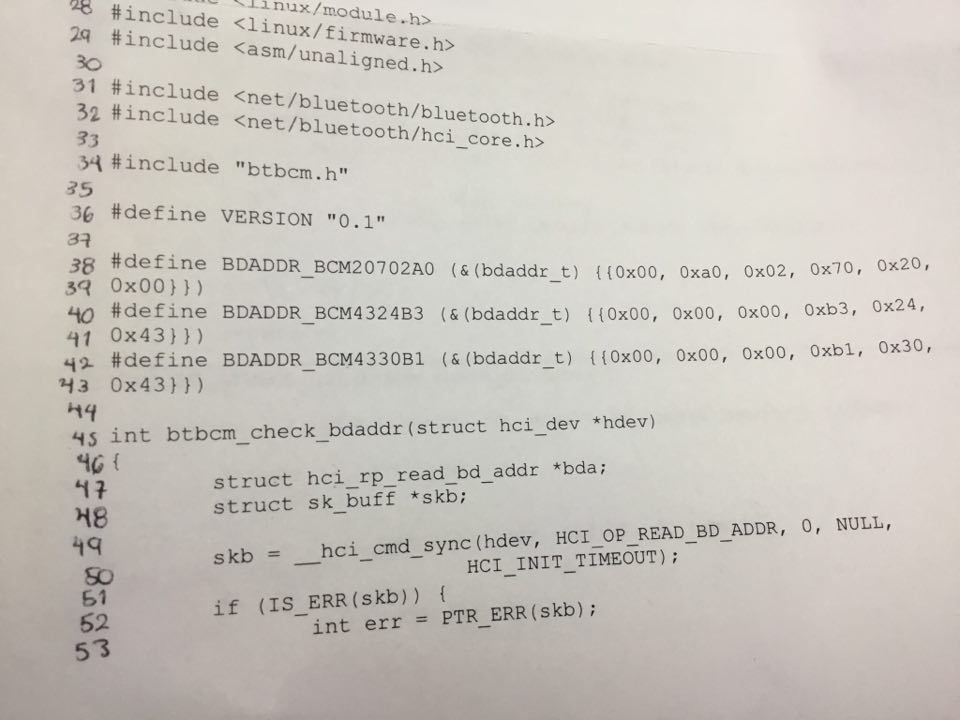 <linux/module.h>
28 #include <linux/firmware.h>
29 #include <asm/unaligned.h>
30
31 #include <net/bluetooth/bluetooth.h>
32 #include <net/bluetooth/hci_core.h>
33
34 #include "btbcm.h"
35
36 #define VERSION "0.1"
37
38 #define BDADDR_BCM20702A0 (&(bdaddr_t) {{0x00, 0xa0, 0x02, 0x70, 0x20,
39 0x00}})
40 #define BDADDR_BCM4324B3 (&(bdaddr_t) {{0x00, 0x00, 0x00, 0xb3, 0x24,
41 0x43}})
42 #define BDADDR_BCM4330B1 (&(bdaddr_t) {{0x00, 0x00, 0x00, 0xb1, 0x30,
43 0x43}})
44
45 int btbcm_check_bdaddr(struct hci_dev *hdev)
46 {
47 struct hci_rp_read_bd_addr *bda;
48 struct sk_buff *skb;
49
50 skb = __hci_cmd_sync(hdev, HCI_OP_READ_BD_ADDR, 0, NULL,
51 HCI_INIT_TIMEOUT);
52 if (IS_ERR(skb)) {
53 int err = PTR_ERR(skb);